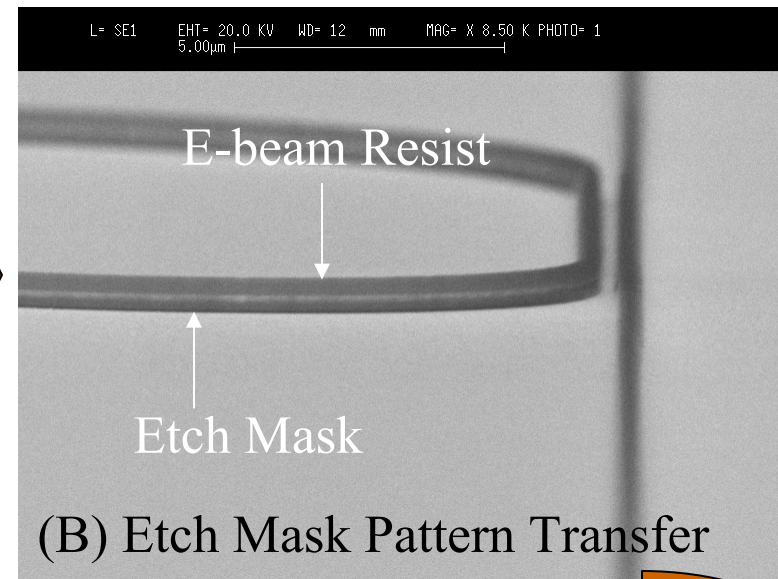 L= SE1 EHT= 20.0 KV WD= 12 mm MAG= X 8.50 K PHOTO= 1
5.00µm
E-beam Resist
Etch Mask
(B) Etch Mask Pattern Transfer